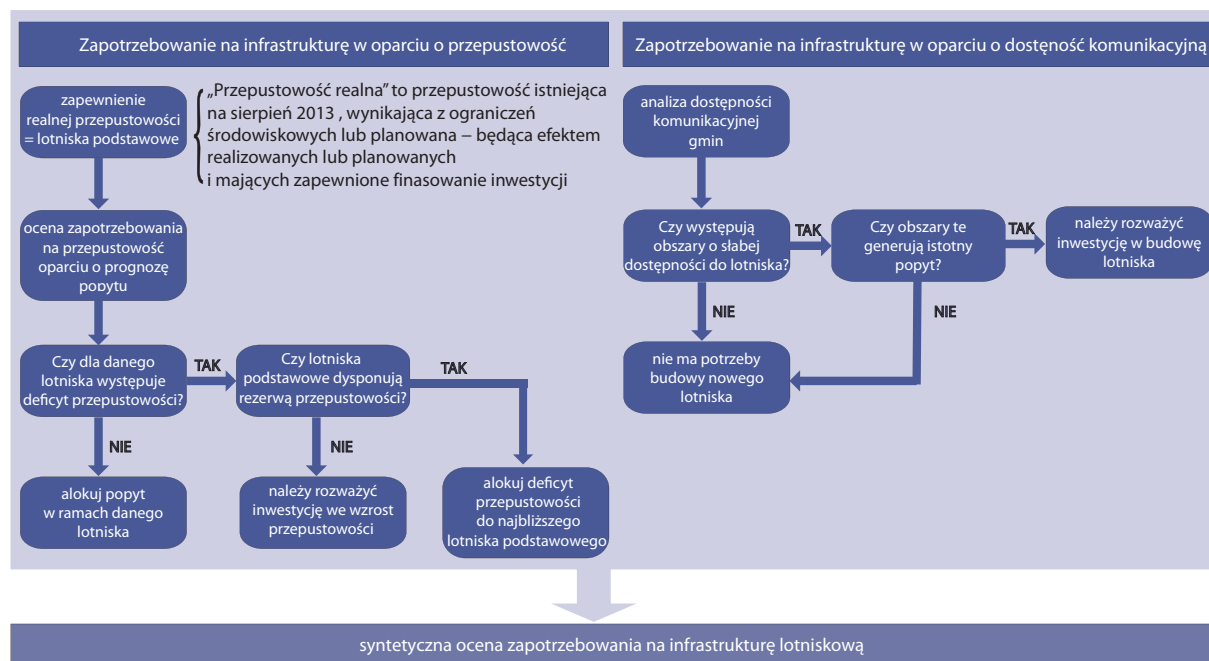 Zapotrzebowanie na infrastrukturę w oparciu o przepustowość
zapewnienie
realnej przepustowości
= lotniska podstawowe
„Przepustowość realna” to przepustowość istniejąca
na sierpień 2013 , wynikająca z ograniczeń
środowiskowych lub planowana – będąca efektem
realizowanych lub planowanych
i mających zapewnione finasowanie inwestycji
ocena zapotrzebowania
na przepustowość
oparciu o prognozę
popytu
Czy dla danego
lotniska występuje
deficyt przepustowości?
TAK
Czy lotniska
podstawowe dysponują
rezerwą przepustowości?
TAK
NIE
NIE
alokuj popyt
w ramach danego
lotniska
należy rozważyć
inwestycję we wzrost
przepustowości
alokuj deficyt
przepustowości
do najbliższego
lotniska podstawowego
Zapotrzebowanie na infrastrukturę w oparciu o dostęność komunikacyjną
analiza dostępności
komunikacyjnej
gmin
Czy występują
obszary o słabej
dostępności do lotniska?
TAK
Czy obszary te
generują istotny
popyt?
TAK
należy rozważyć
inwestycję w budowę
lotniska
NIE
NIE
nie ma potrzeby
budowy nowego
lotniska
syntetyczna ocena zapotrzebowania na infrastrukturę lotniskową